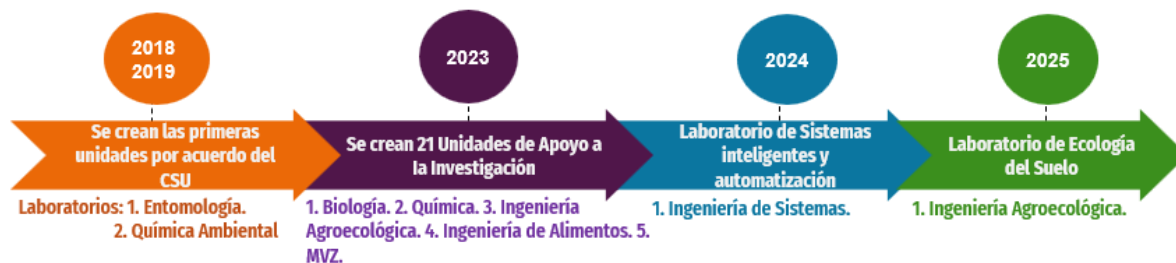 2018
2019
Se crean las primeras
unidades por acuerdo del
CSU
Laboratorios: 1. Entomología.
2. Química Ambiental
2023
Se crean 21 Unidades de Apoyo a
la Investigación
1. Biología. 2. Química. 3. Ingeniería
Agroecológica. 4. Ingeniería de Alimentos. 5.
MVZ.
2024
Laboratorio de Sistemas
inteligentes y
automatización
1. Ingeniería de Sistemas.
2025
Laboratorio de Ecología
del Suelo
1. Ingeniería Agroecológica.